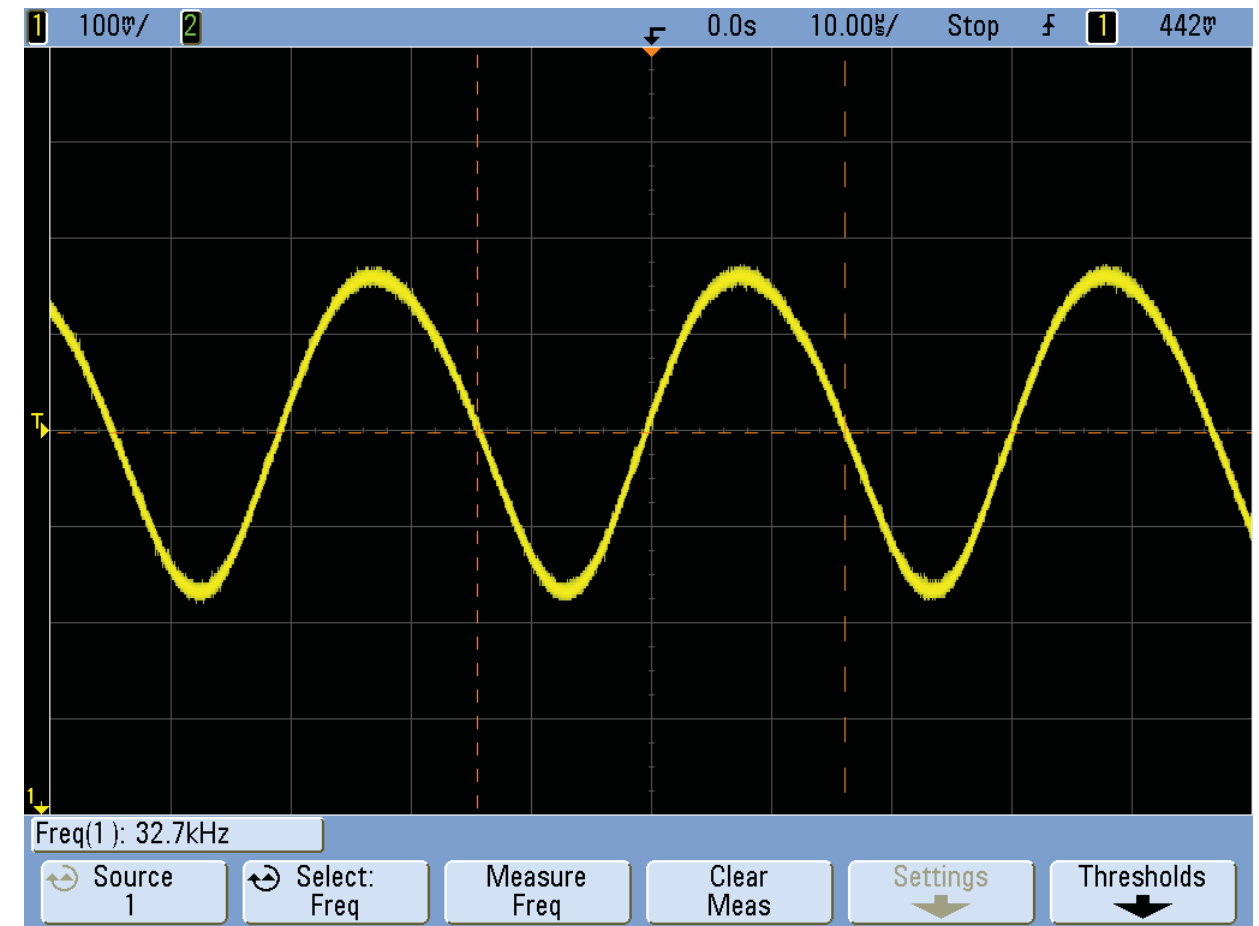 1 100mV/ 2 0.0s 10.00µs/ Stop 1 442mV
T
1
Freq(1): 32.7kHz
Source
1
Select:
Freq
Measure
Freq
Clear
Meas
Settings
Thresholds